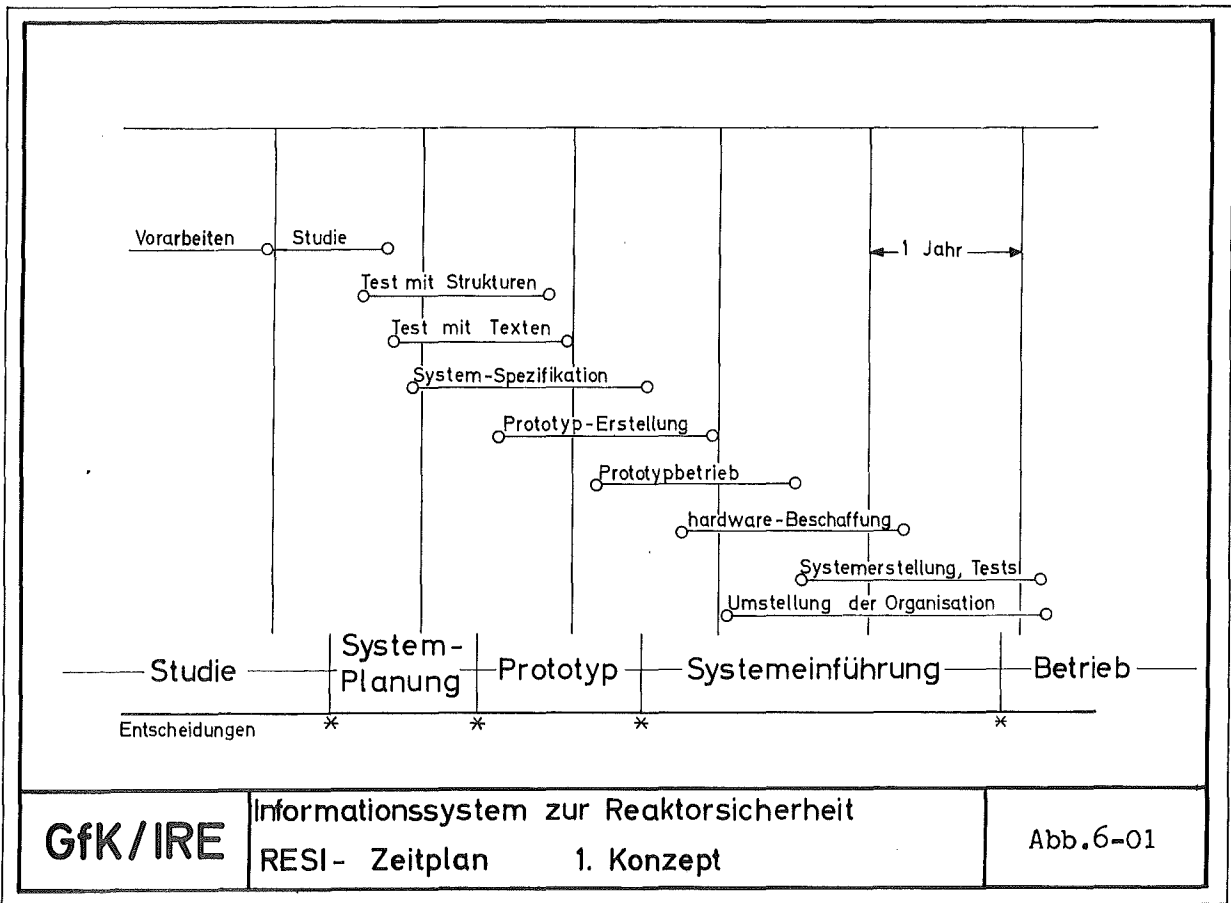 Vorarbeiten Studie
1 Jahr
Test mit Strukturen
Test mit Texten
System-Spezifikation
Prototyp-Erstellung
Prototypbetrieb
hardware-Beschaffung
Systemerstellung, Tests
Umstellung der Organisation
Studie
System-
Planung
Prototyp
Systemeinführung
Betrieb
Entscheidungen * * * *
GfK/IRE
Informationssystem zur Reaktorsicherheit
RESI- Zeitplan 1. Konzept
Abb.6-01